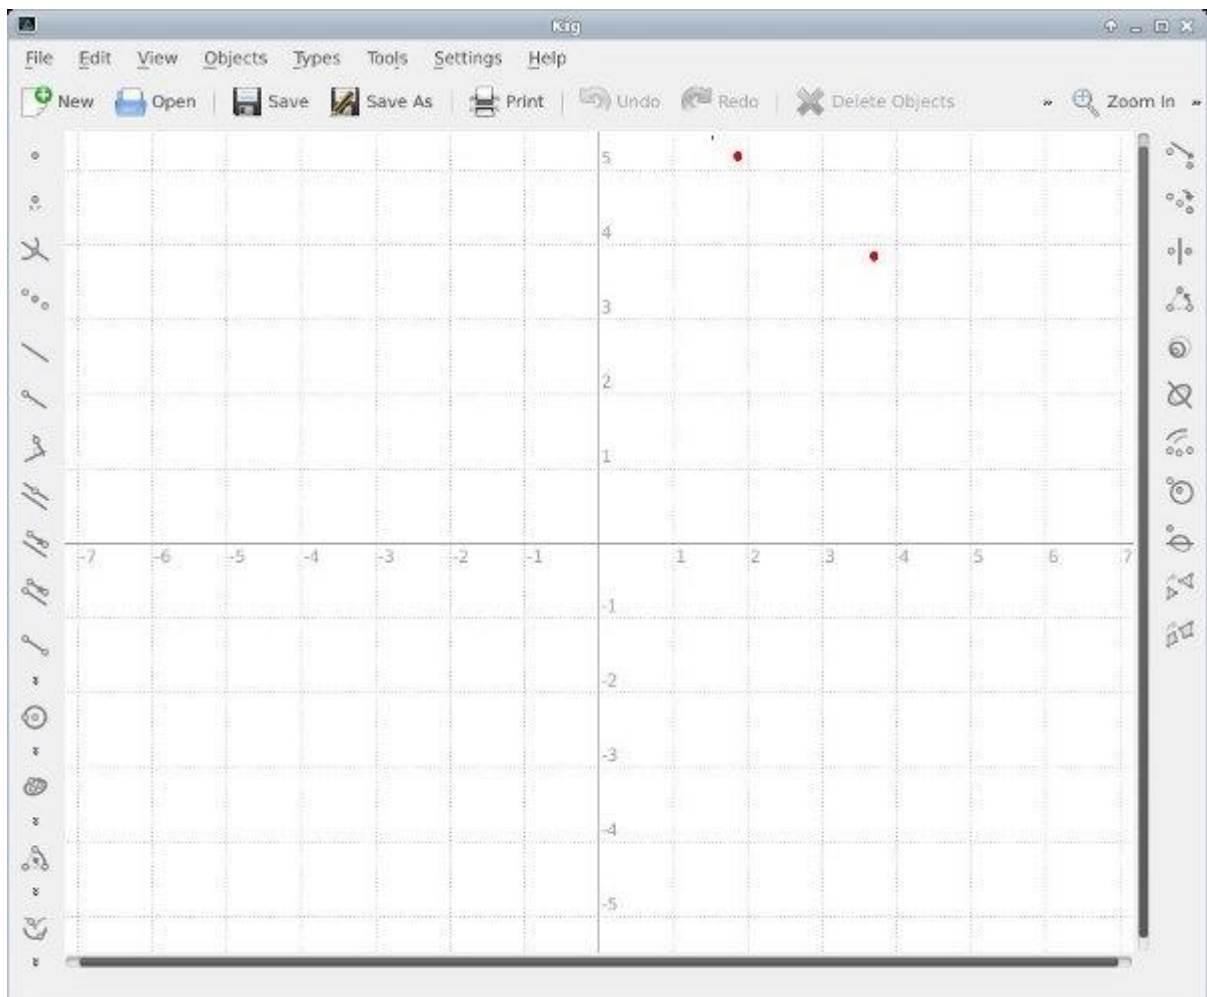 Kig
File Edit View Objects Types Tools Settings Help
New Open Save Save As Print Undo Redo Delete Objects » Zoom In »
5
4
3
2
1
-7 -6 -5 -4 -3 -2 -1 1 2 3 4 5 6 7
-1
-2
-3
-4
-5